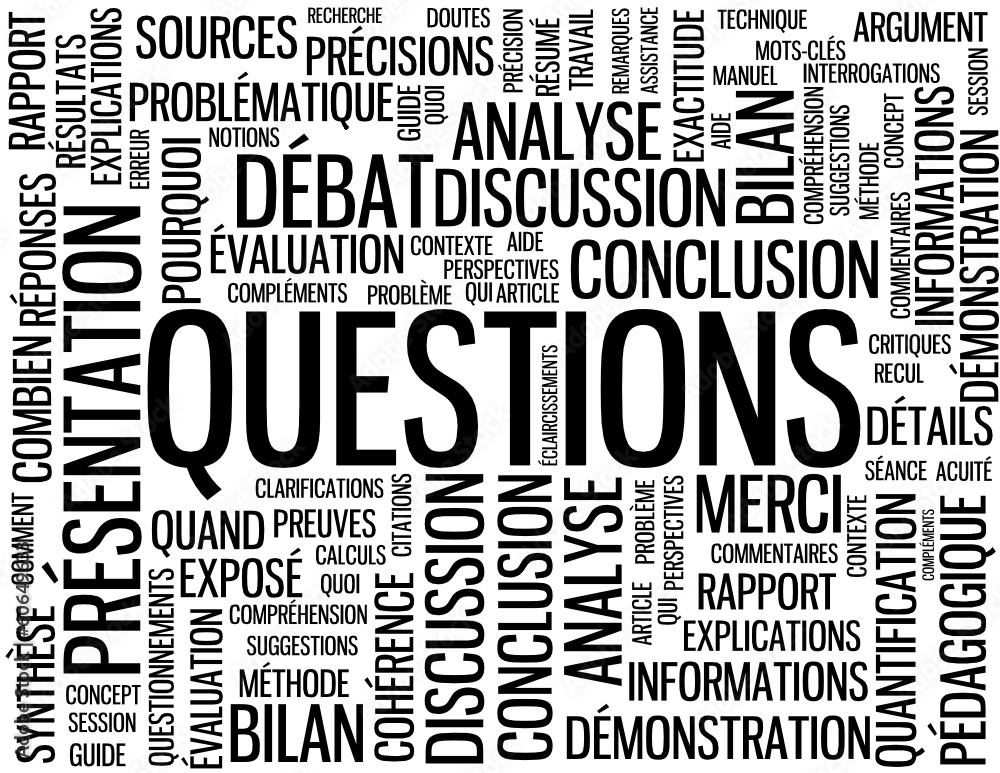 RAPPORT
RÉSULTATS
EXPLICATIONS
SOURCES
RECHERCHE
DOUTES
PRÉCISIONS
PRÉCISION
RÉSUMÉ
TRAVAIL
REMARQUES
ASSISTANCE
EXACTITUDE
TECHNIQUE
ARGUMENT
MOTS-CLÉS
MANUEL
INTERROGATIONS
SESSION
PROBLÉMATIQUE
GUIDE
QUOI
ERREUR
NOTIONS
ANALYSE
AIDE
BILAN
COMPRÉHENSION
SUGGESTIONS
MÉTHODE
CONCEPT
INFORMATIONS
DÉMONSTRATION
POURQUOI
DÉBAT
DISCUSSION
COMBIEN
RÉPONSES
PRÉSENTATION
ÉVALUATION
CONTEXTE
AIDE
PERSPECTIVES
CONCLUSION
COMMENTAIRES
COMPLÉMENTS
PROBLÈME
QUI
ARTICLE
QUESTIONS
ÉCLAIRCISSEMENTS
CRITIQUES
RECUL
DÉTAILS
SÉANCE
ACUITÉ
COMMENT
SYNTHÈSE
CLARIFICATIONS
CITATIONS
QUAND
PREUVES
CALCULS
EXPOSÉ
QUOI
COMPRÉHENSION
SUGGESTIONS
QUESTIONNEMENTS
ÉVALUATION
MÉTHODE
BILAN
COHÉRENCE
DISCUSSION
CONCLUSION
ANALYSE
PROBLÈME
PERSPECTIVES
ARTICLE
QUI
MERCI
CONTEXTE
COMMENTAIRES
RAPPORT
EXPLICATIONS
INFORMATIONS
DÉMONSTRATION
QUANTIFICATION
COMPLÉMENTS
PÉDAGOGIQUE
CONCEPT
SESSION
GUIDE